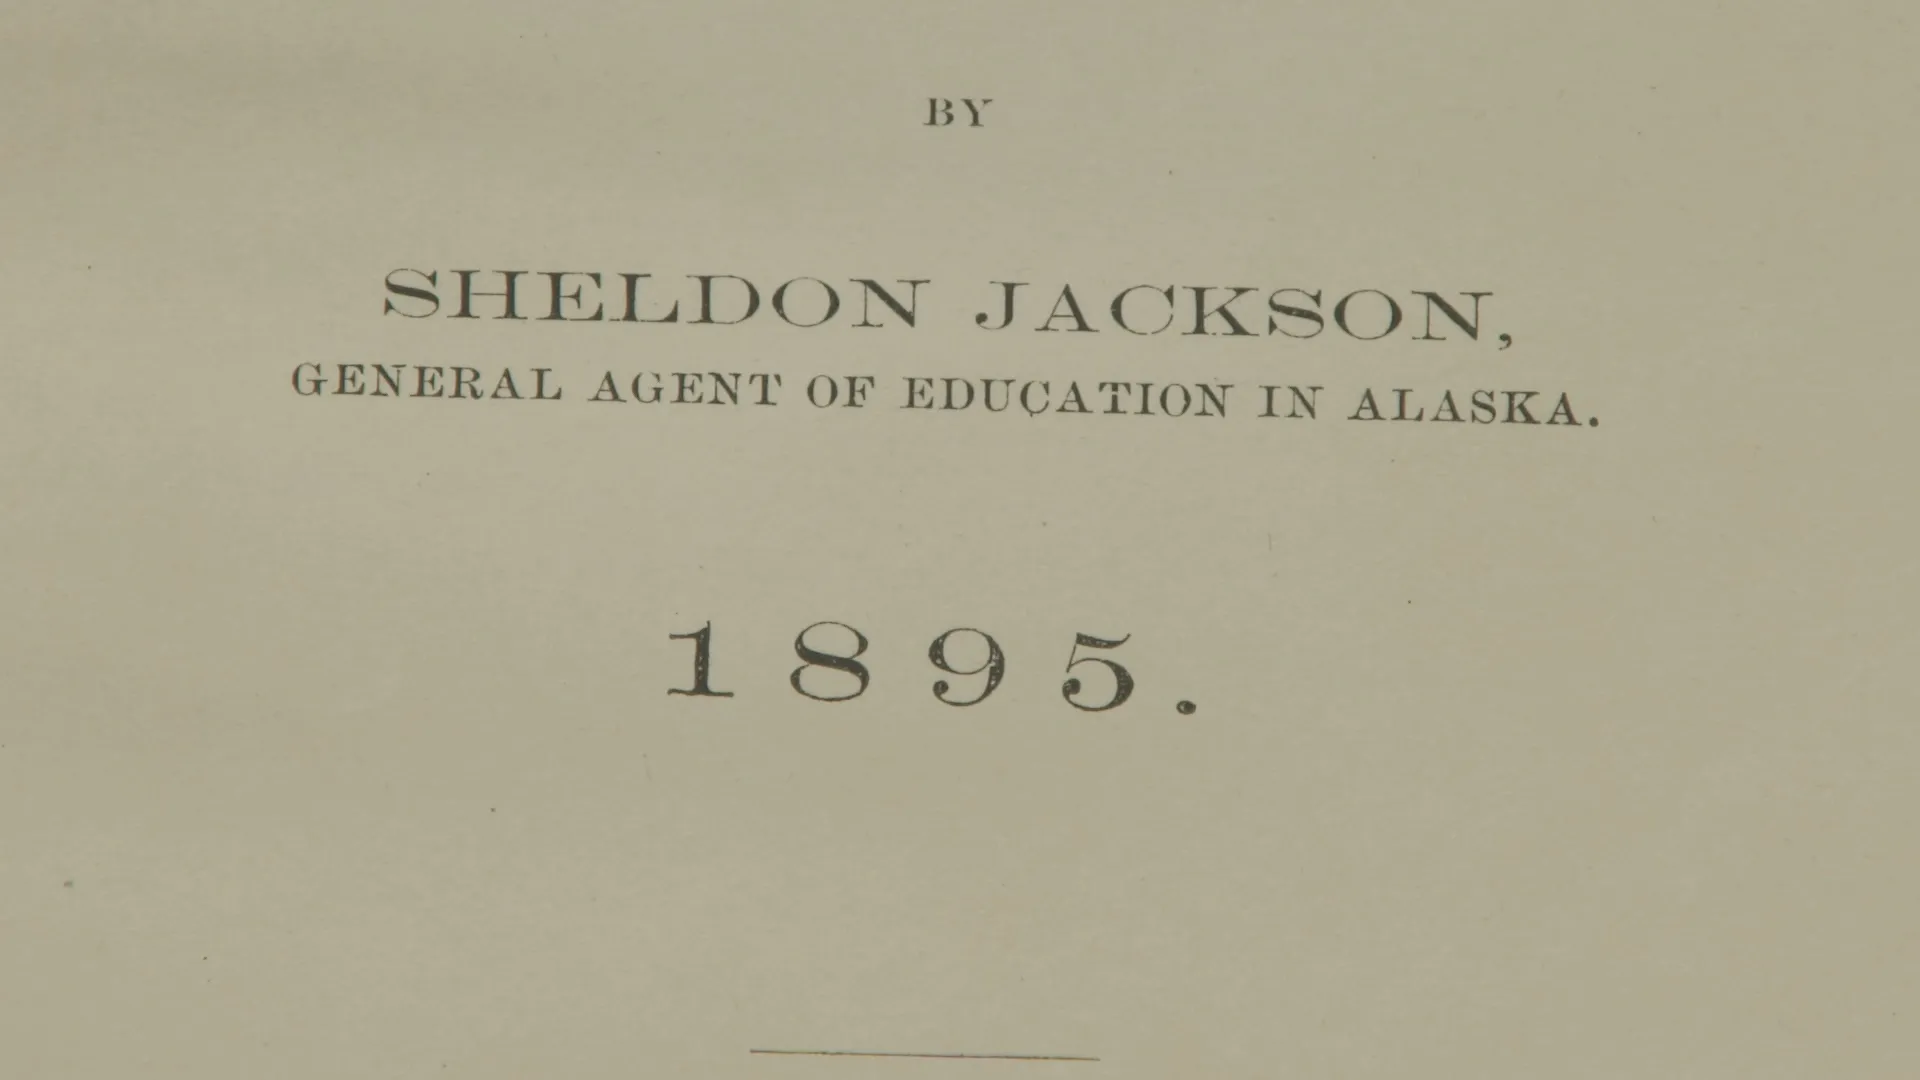 BY
SHELDON JACKSON,
GENERAL AGENT OF EDUCATION IN ALASKA.
1895.